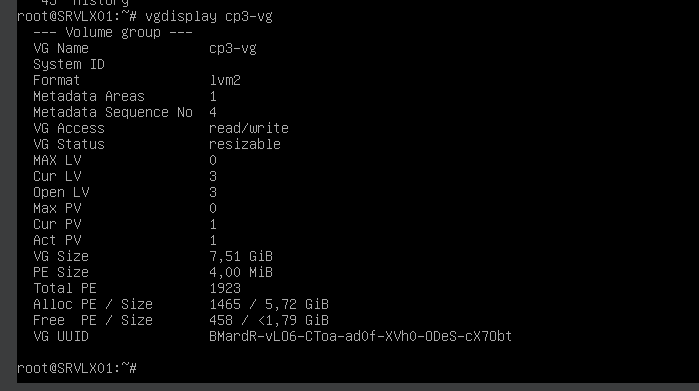 45  history
root@SRVLX01:~# vgdisplay cp3-vg
--- Volume group ---
VG Name cp3-vg
System ID
Format lvm2
Metadata Areas 1
Metadata Sequence No 4
VG Access read/write
VG Status resizable
MAX LV 0
Cur LV 3
Open LV 3
Max PV 0
Cur PV 1
Act PV 1
VG Size 7,51 GiB
PE Size 4,00 MiB
Total PE 1923
Alloc PE / Size 1465 / 5,72 GiB
Free  PE / Size 458 / <1,79 GiB
VG UUID BMardR-vLO6-CToa-ad0f-XVh0-ODeS-cX7Obt
root@SRVLX01:~#